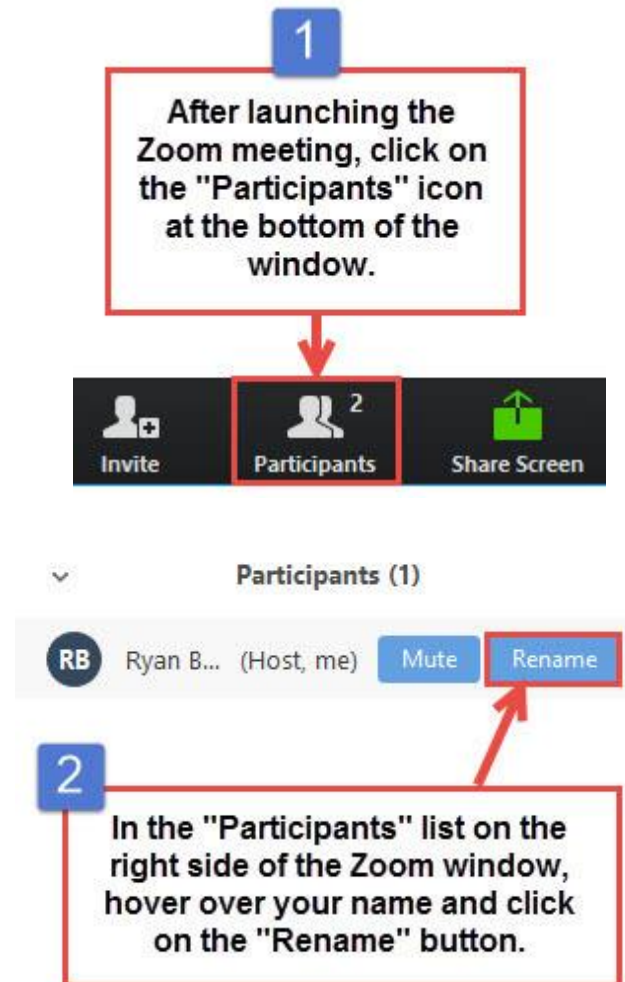 1
After launching the
Zoom meeting, click on
the "Participants" icon
at the bottom of the
window.
2
Invite
Participants
Share Screen
Participants (1)
RB Ryan B... (Host, me) Mute Rename
2
In the "Participants" list on the
right side of the Zoom window,
hover over your name and click
on the "Rename" button.